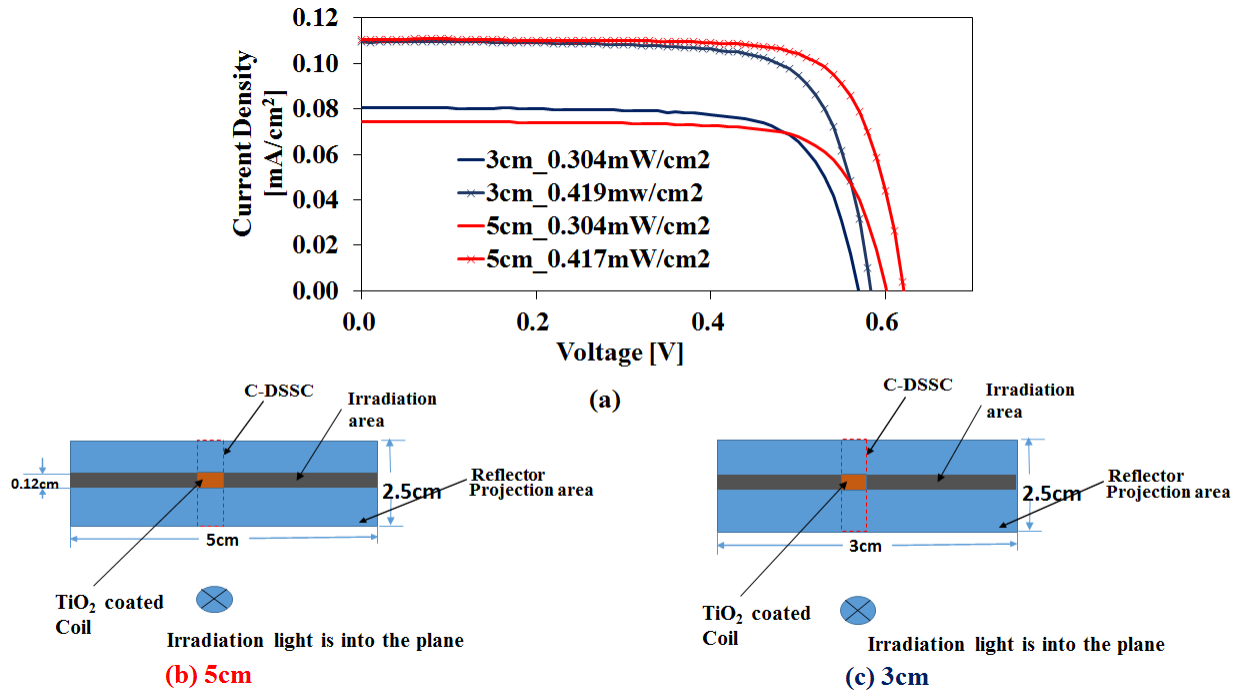 0.12
0.10
0.08
0.06
0.04
0.02
0.00
Current Density
[mA/cm²]
3cm_0.304mW/cm2
3cm_0.419mw/cm2
5cm_0.304mW/cm2
5cm_0.417mW/cm2
0.0 0.2 0.4 0.6
Voltage [V]
(a)
C-DSSC
Irradiation
area
0.12cm
2.5cm
Reflector
Projection area
5cm
TiO₂ coated
Coil
Irradiation light is into the plane
(b) 5cm
C-DSSC
Irradiation
area
2.5cm
Reflector
Projection area
3cm
TiO₂ coated
Coil
Irradiation light is into the plane
(c) 3cm